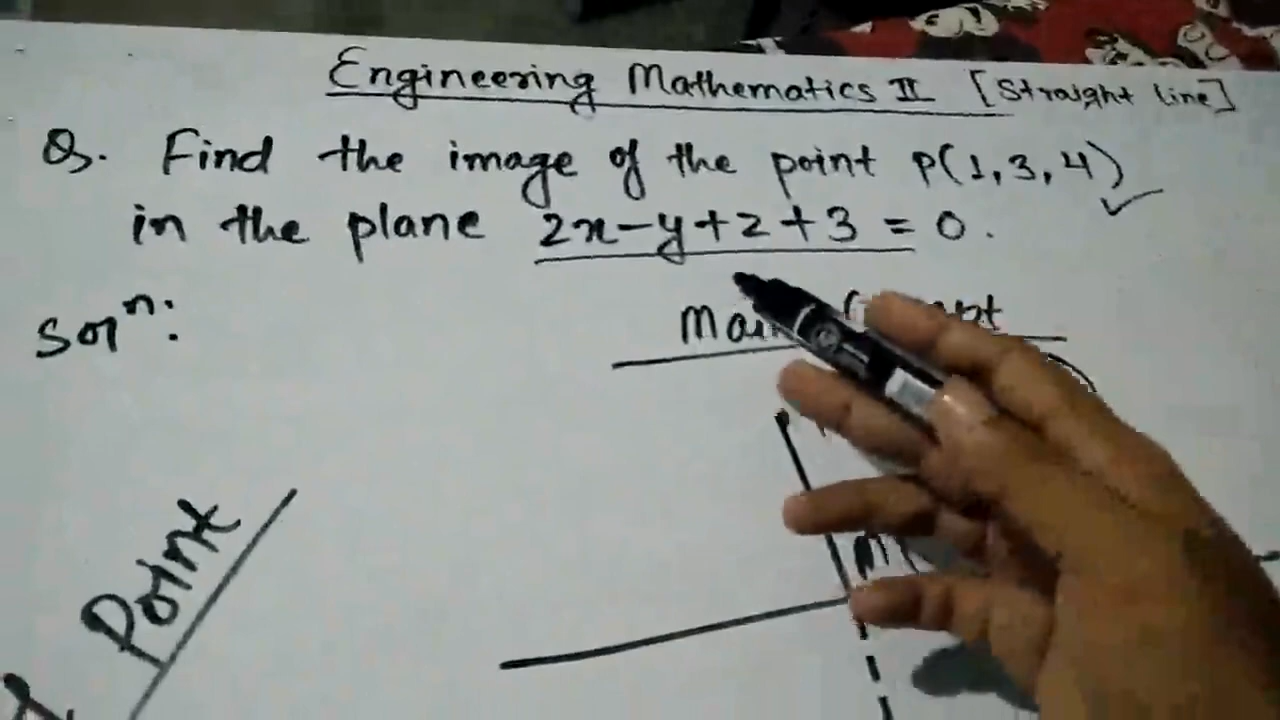 Engineering Mathematics II [Straight line]
Q. Find the image of the point P(1,3,4)
in the plane 2x-y+z+3=0.
Solⁿ:
Point